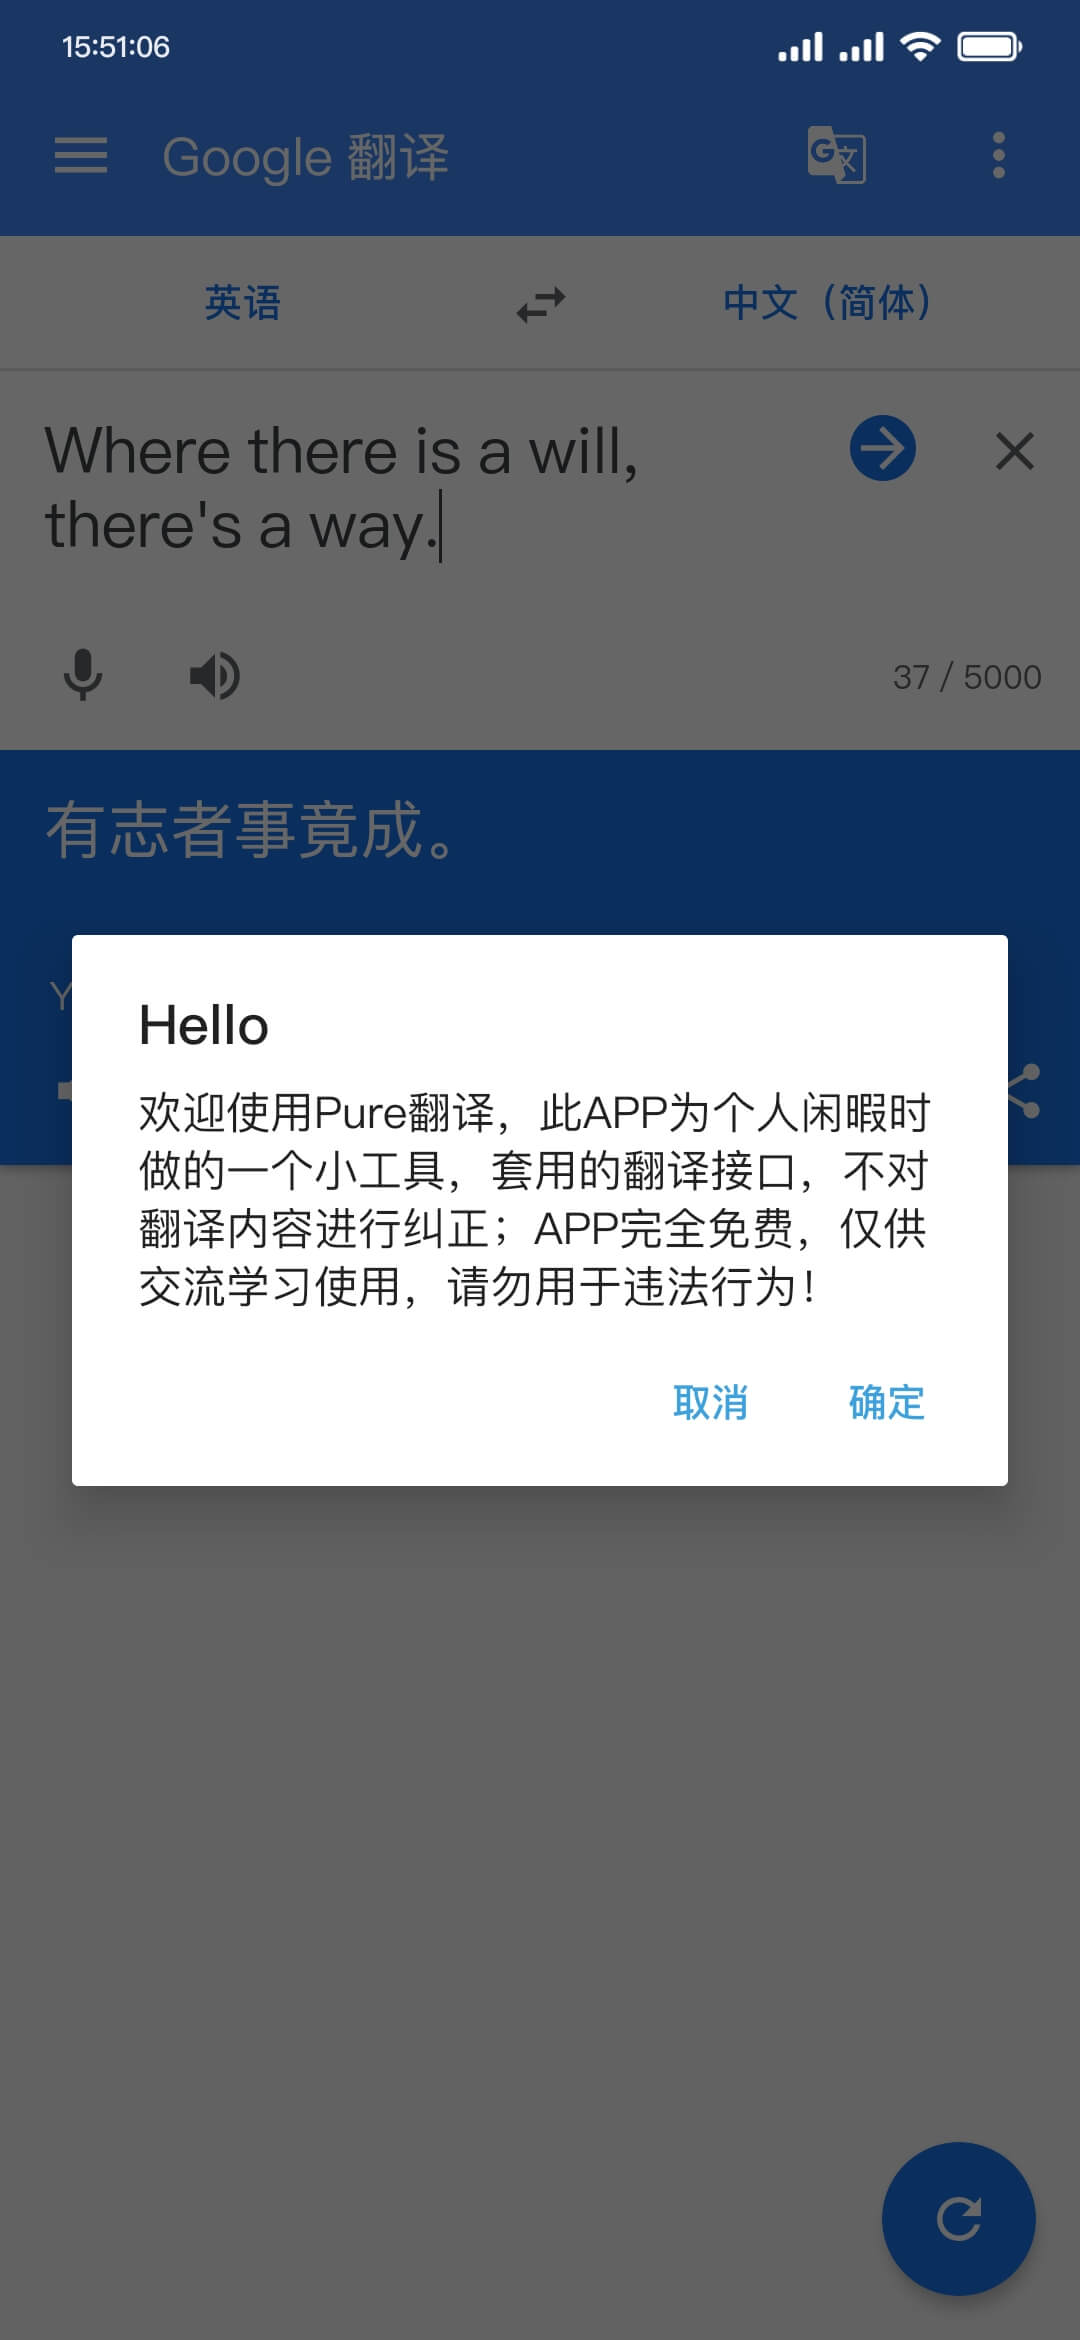 15:51:06
Google 翻译
英语
中文（简体）
Where there is a will,
there's a way.
37 / 5000
有志者事竟成。
Y
Hello
欢迎使用Pure翻译，此APP为个人闲暇时
做的一个小工具，套用的翻译接口，不对
翻译内容进行纠正；APP完全免费，仅供
交流学习使用，请勿用于违法行为！
取消
确定